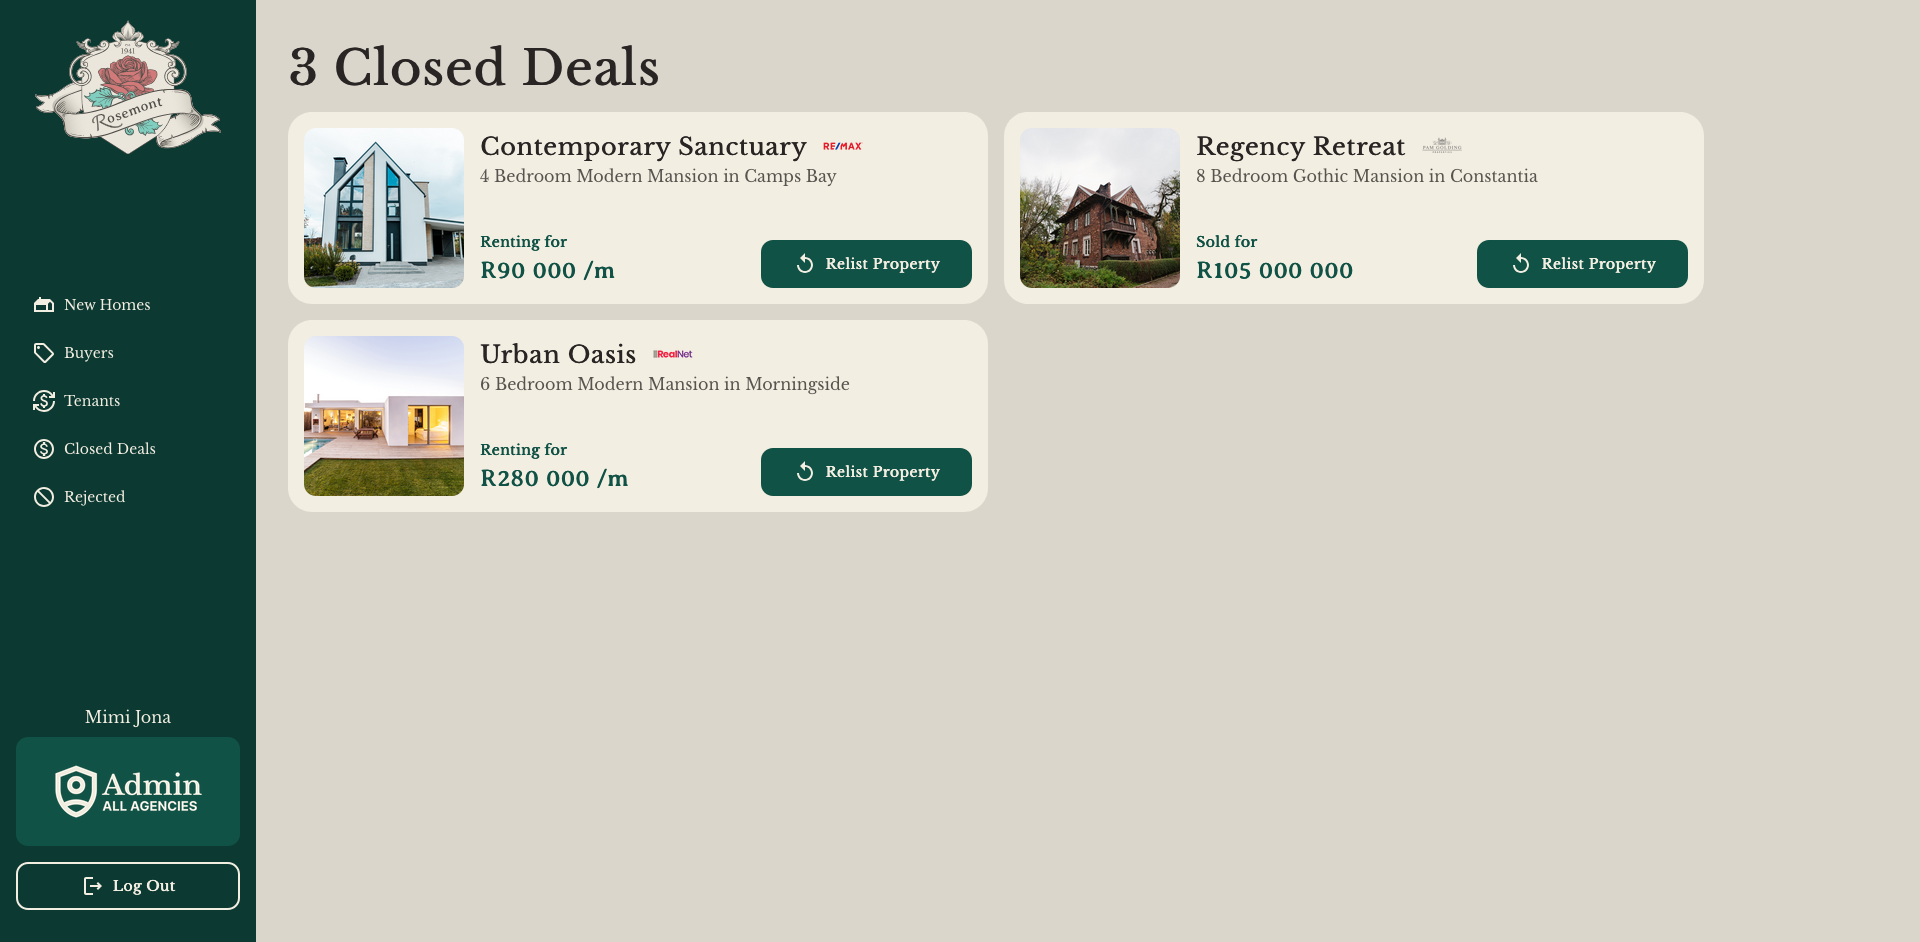 1941
Rosemont
New Homes
Buyers
Tenants
Closed Deals
Rejected
Mimi Jona
Admin
ALL AGENCIES
Log Out
3 Closed Deals
Contemporary Sanctuary RE/MAX
4 Bedroom Modern Mansion in Camps Bay
Renting for
R90 000 /m
Relist Property
Regency Retreat PAM GOLDING
8 Bedroom Gothic Mansion in Constantia
Sold for
R105 000 000
Relist Property
Urban Oasis RealNet
6 Bedroom Modern Mansion in Morningside
Renting for
R280 000 /m
Relist Property